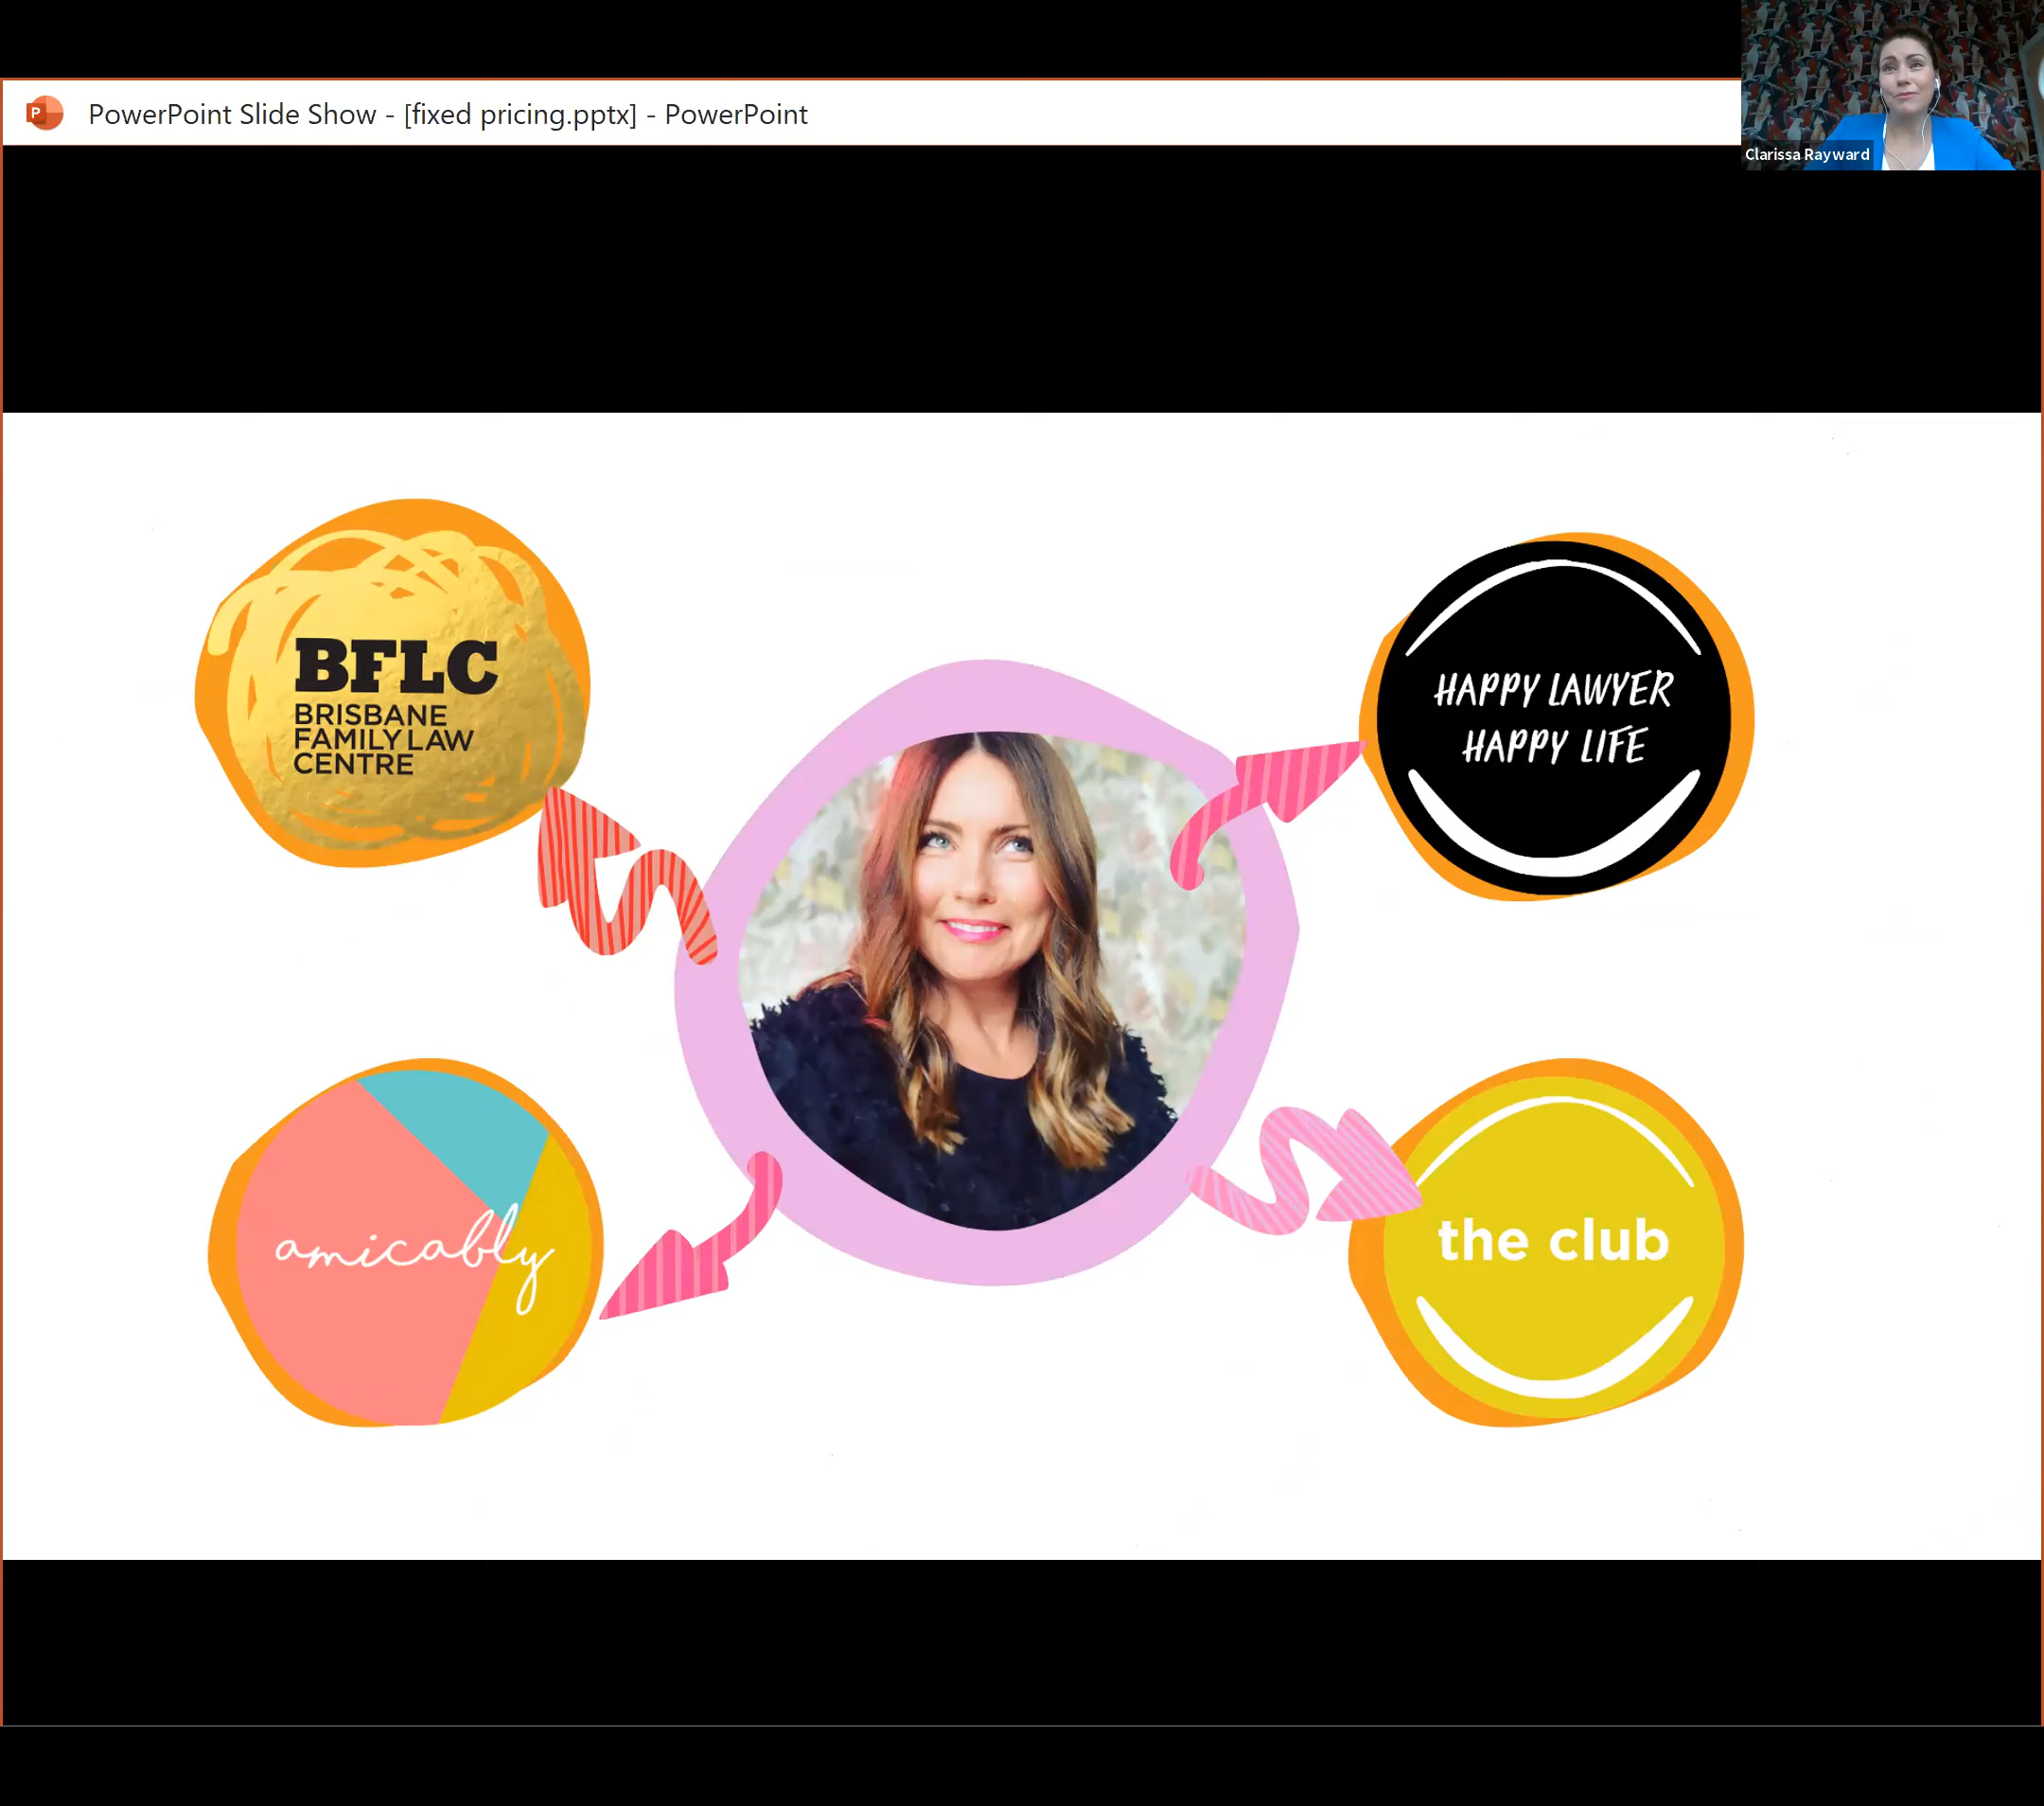 PowerPoint Slide Show - [fixed pricing.pptx] - PowerPoint
Clarissa Rayward
BFLC
BRISBANE
FAMILY LAW
CENTRE
HAPPY LAWYER
HAPPY LIFE
amicably
the club